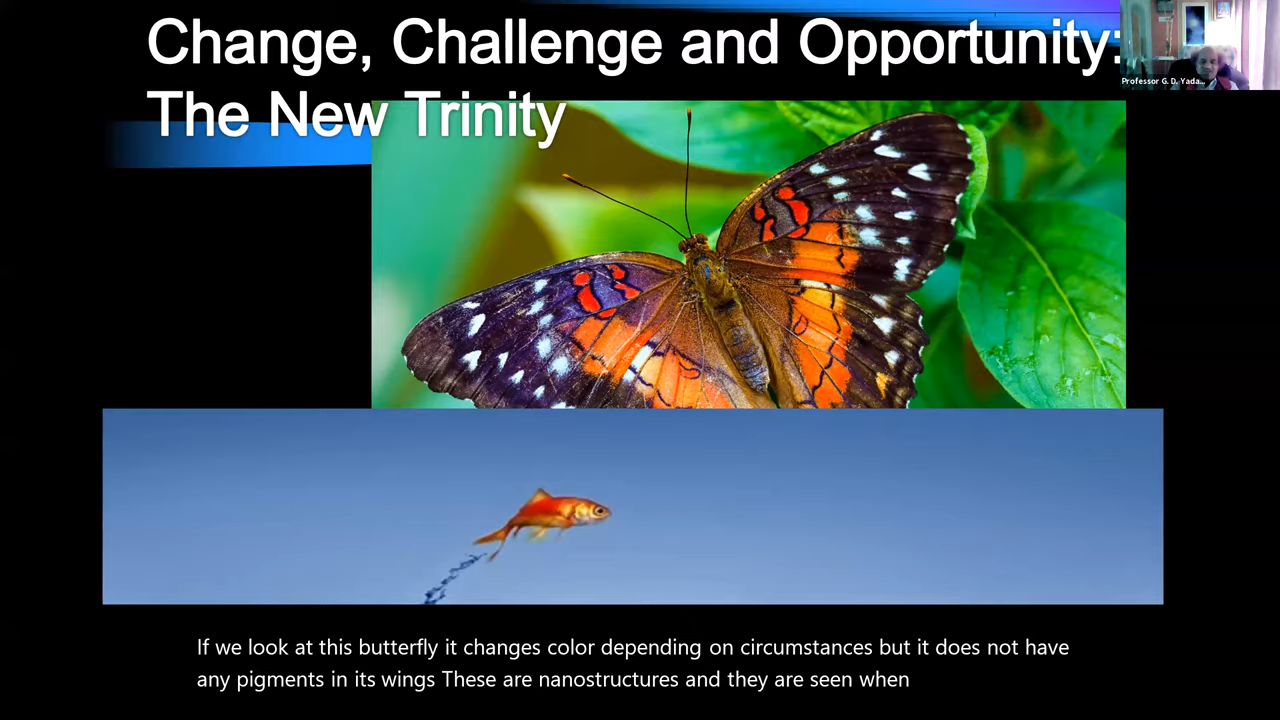 Change, Challenge and Opportunity:
The New Trinity
Professor G. D. Yada...
If we look at this butterfly it changes color depending on circumstances but it does not have
any pigments in its wings These are nanostructures and they are seen when